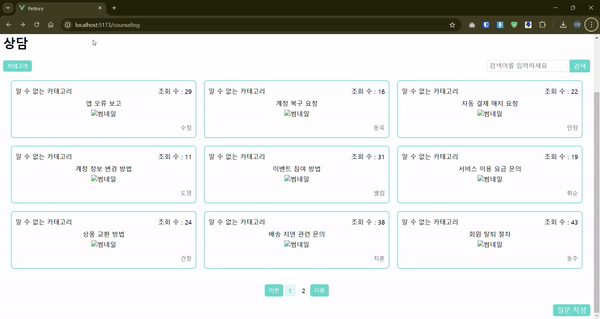 Pettory
localhost:5173/counseling
상담
카테고리
검색어를 입력하세요 검색
알 수 없는 카테고리 조회 수 : 29
앱 오류 보고
썸네일
수정
알 수 없는 카테고리 조회 수 : 16
계정 복구 요청
썸네일
동욱
알 수 없는 카테고리 조회 수 : 22
자동 결제 해지 요청
썸네일
민정
알 수 없는 카테고리 조회 수 : 11
계정 정보 변경 방법
썸네일
도영
알 수 없는 카테고리 조회 수 : 31
이벤트 참여 방법
썸네일
알 수 없는 카테고리 조회 수 : 19
서비스 이용 요금 문의
썸네일
알 수 없는 카테고리 조회 수 : 24
상품 교환 방법
썸네일
알 수 없는 카테고리 조회 수 : 38
배송 지연 관련 문의
썸네일
지훈
알 수 없는 카테고리 조회 수 : 43
회원 탈퇴 절차
썸네일
동주
이전 1 2 다음
질문 작성